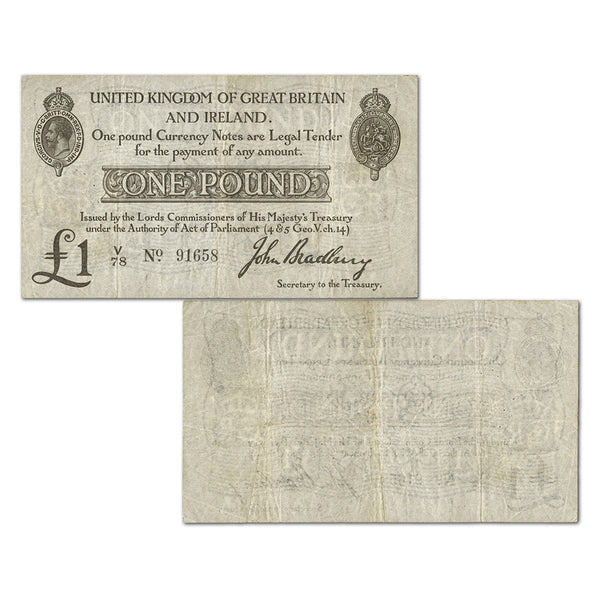 UNITED KINGDOM OF GREAT BRITAIN
AND IRELAND.
One pound Currency Notes are Legal Tender
for the payment of any amount.
ONE POUND
Issued by the Lords Commissioners of His Majesty's Treasury
under the Authority of Act of Parliament (4 & 5 Geo. V. ch. 14)
£1 V/78 No 91658 John Bradbury
Secretary to the Treasury.